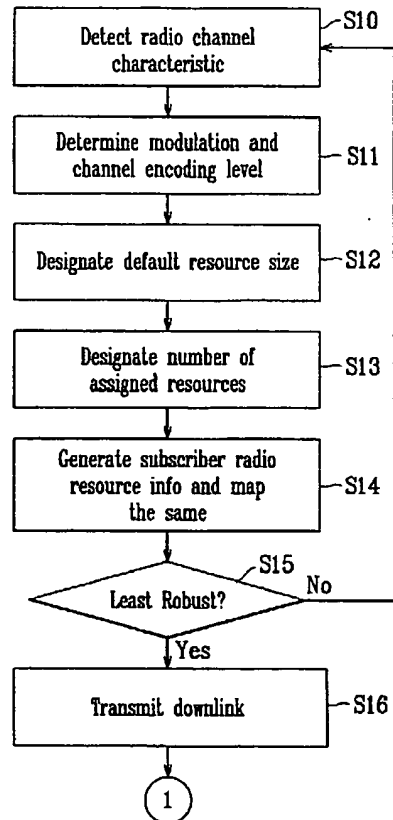 Detect radio channel
characteristic
S10
Determine modulation and
channel encoding level
S11
Designate default resource size
S12
Designate number of
assigned resources
S13
Generate subscriber radio
resource info and map
the same
S14
Least Robust?
S15
No
Yes
Transmit downlink
S16
1